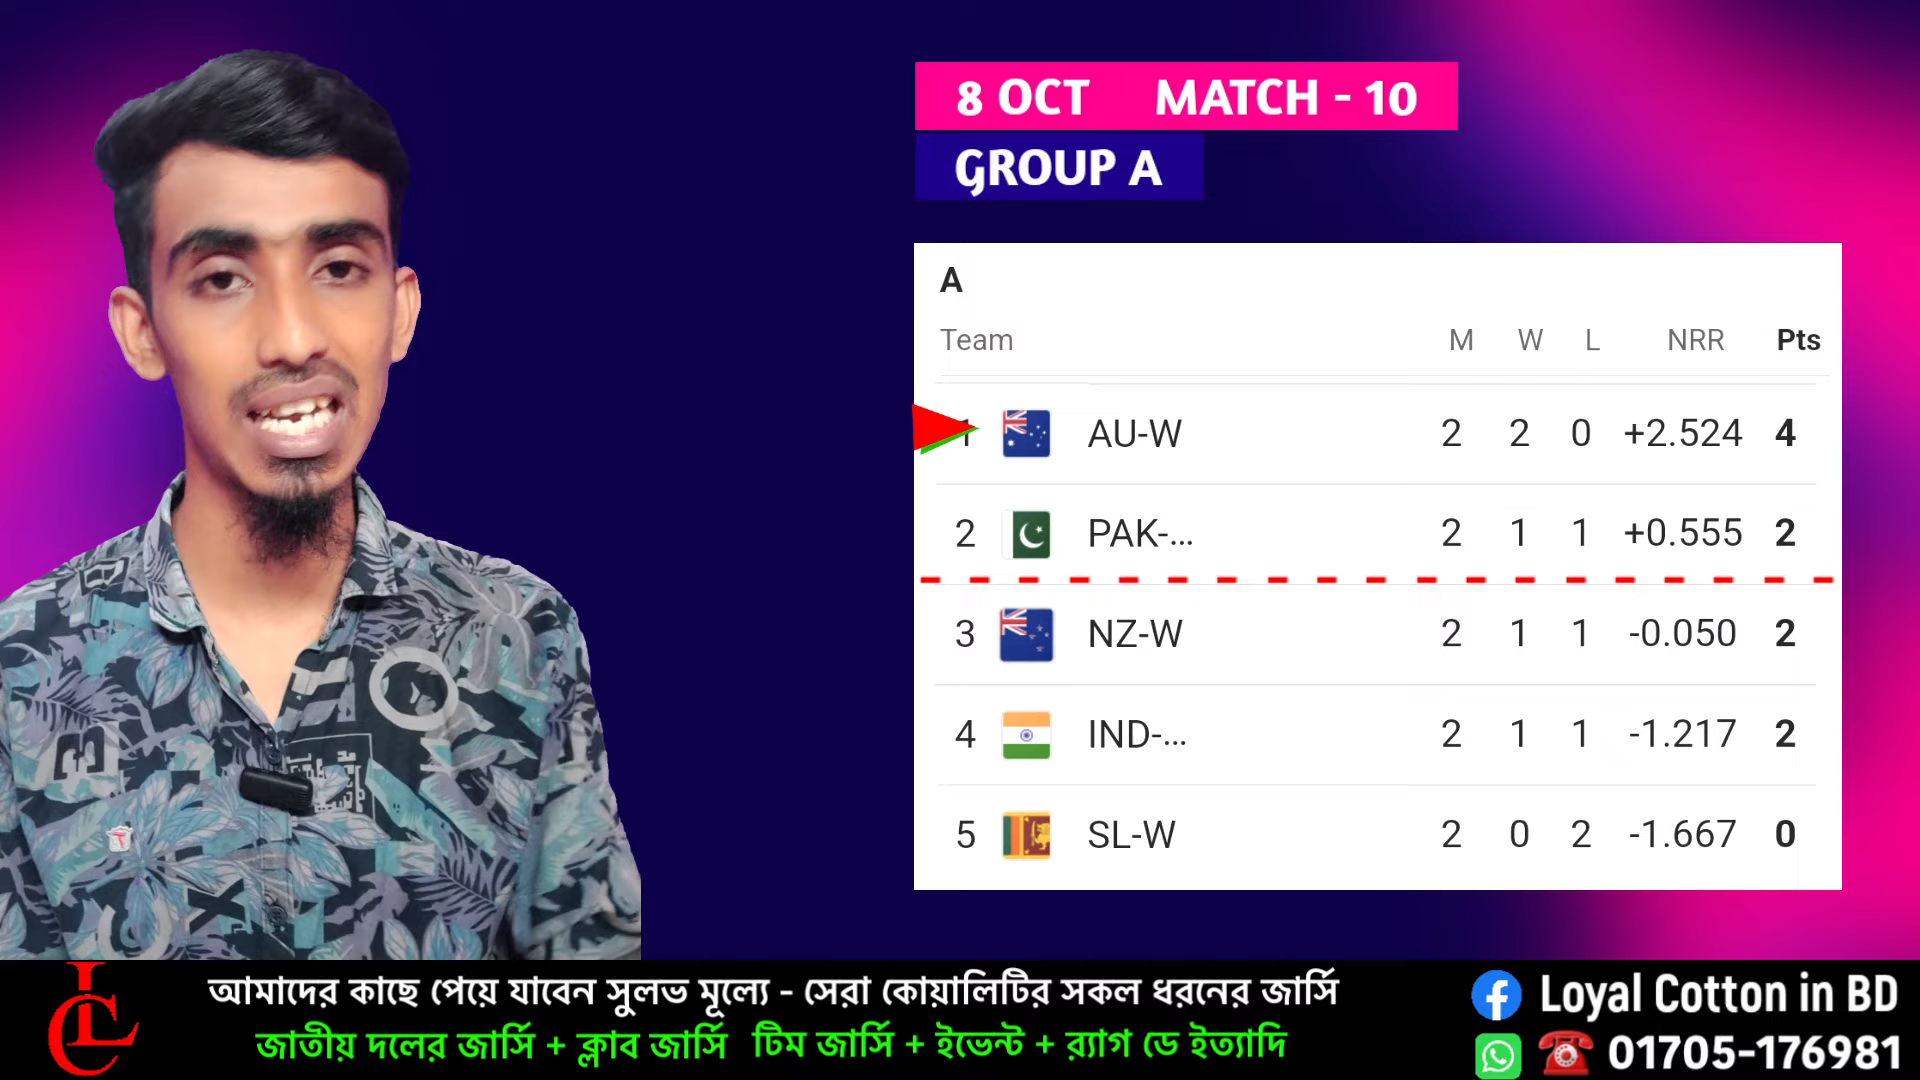 8 OCT MATCH - 10
GROUP A
A
Team M W L NRR Pts
1 AU-W 2 2 0 +2.524 4
2 PAK-... 2 1 1 +0.555 2
3 NZ-W 2 1 1 -0.050 2
4 IND-... 2 1 1 -1.217 2
5 SL-W 2 0 2 -1.667 0
LC
আমাদের কাছে পেয়ে যাবেন সুলভ মূল্যে - সেরা কোয়ালিটির সকল ধরনের জার্সি
জাতীয় দলের জার্সি + ক্লাব জার্সি টিম জার্সি + ইভেন্ট + র‍্যাগ ডে ইত্যাদি
Loyal Cotton in BD
01705-176981